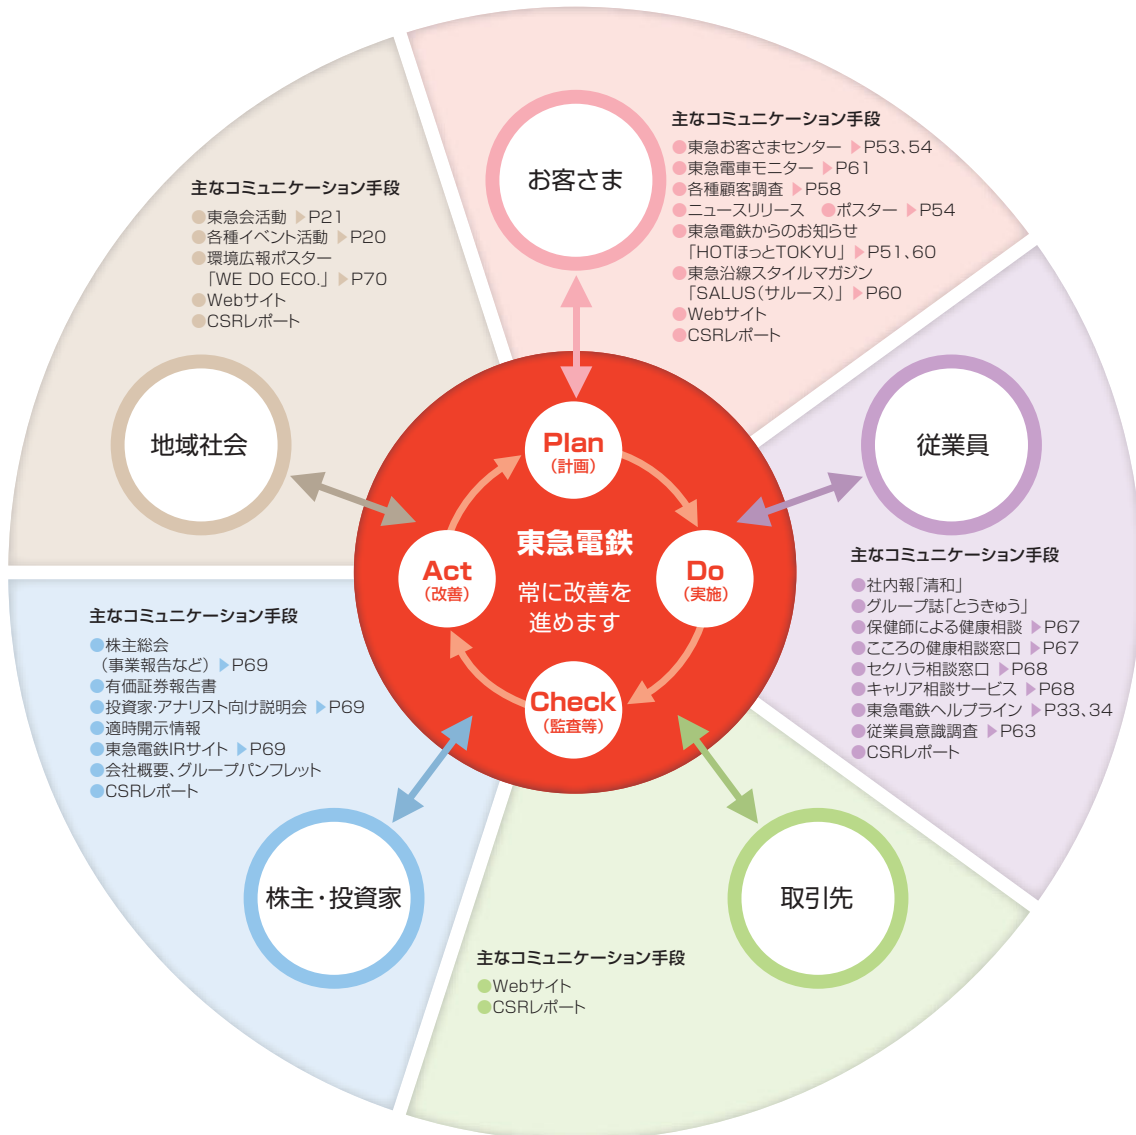 お客さま
主なコミュニケーション手段
●東急お客さまセンター ▶P53、54
●東急電車モニター ▶P61
●各種顧客調査 ▶P58
●ニュースリリース ●ポスター ▶P54
●東急電鉄からのお知らせ
「HOTほっとTOKYU」 ▶P51、60
●東急沿線スタイルマガジン
「SALUS（サルース）」 ▶P60
●Webサイト
●CSRレポート
主なコミュニケーション手段
●東急会活動 ▶P21
●各種イベント活動 ▶P20
●環境広報ポスター
「WE DO ECO.」 ▶P70
●Webサイト
●CSRレポート
地域社会
従業員
主なコミュニケーション手段
●社内報「清和」
●グループ誌「とうきゅう」
●保健師による健康相談 ▶P67
●こころの健康相談窓口 ▶P67
●セクハラ相談窓口 ▶P68
●キャリア相談サービス ▶P68
●東急電鉄ヘルプライン ▶P33、34
●従業員意識調査 ▶P63
●CSRレポート
Plan
（計画）
東急電鉄
常に改善を
進めます
Act
（改善）
Do
（実施）
Check
（監査等）
主なコミュニケーション手段
●株主総会
（事業報告など） ▶P69
●有価証券報告書
●投資家・アナリスト向け説明会 ▶P69
●適時開示情報
●東急電鉄IRサイト ▶P69
●会社概要、グループパンフレット
●CSRレポート
株主・投資家
取引先
主なコミュニケーション手段
●Webサイト
●CSRレポート